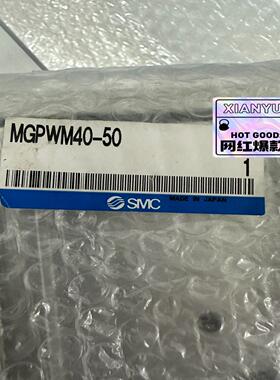 XIANYU
HOT GOODS
网红爆款
MGPWM40-50
1
SMC
MADE IN JAPAN